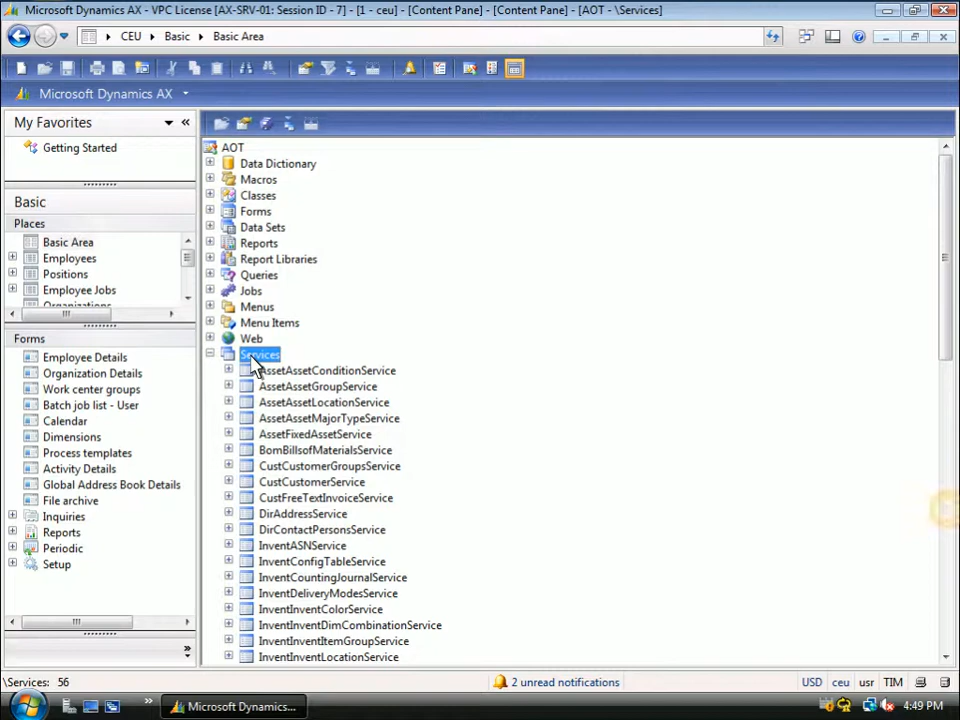 Microsoft Dynamics AX - VPC License [AX-SRV-01: Session ID - 7] - [1 - ceu] - [Content Panel] - [Content Pane] - [AOT - \Services]
CEU
Basic
Basic Area
Microsoft Dynamics AX
My Favorites
Getting Started
Basic
Places
Basic Area
Employees
Positions
Employee Jobs
Organizations
Forms
Employee Details
Organization Details
Work center groups
Batch job list - User
Calendar
Dimensions
Process templates
Activity Details
Global Address Book Details
File archive
Inquiries
Reports
Periodic
Setup
AOT
Data Dictionary
Macros
Classes
Forms
Data Sets
Reports
Report Libraries
Queries
Jobs
Menus
Menu Items
Web
Services
AssetAssetConditionService
AssetAssetGroupService
AssetAssetLocationService
AssetAssetMajorTypeService
AssetFixedAssetService
BomBillsofMaterialsService
CustCustomerGroupsService
CustCustomerService
CustFreeTextInvoiceService
DirAddressService
DirContactPersonsService
InventASNService
InventConfigTableService
InventCountingJournalService
InventDeliveryModesService
InventInventColorService
InventInventDimCombinationService
InventInventItemGroupService
InventInventLocationService
\Services: 56
2 unread notifications
USD
ceu
usr
TIM
Microsoft Dynamics...
4:49 PM